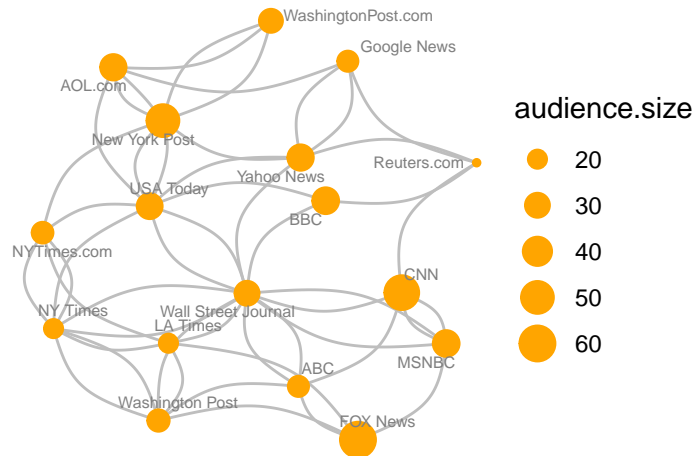 WashingtonPost.com
Google News
AOL.com
New York Post
Reuters.com
Yahoo News
USA Today
BBC
NYTimes.com
CNN
NY Times
Wall Street Journal
LA Times
MSNBC
ABC
Washington Post
FOX News
audience.size
20
30
40
50
60